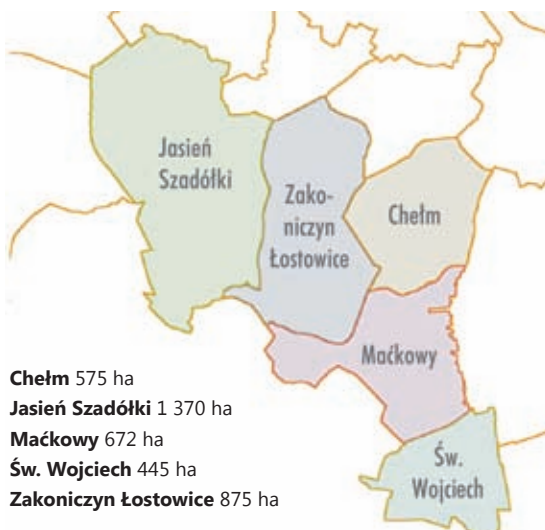 Jasień
Szadółki
Zako-
niczyn
Łostowice
Chełm
Maćkowy
Św.
Wojciech
Chełm 575 ha
Jasień Szadółki 1 370 ha
Maćkowy 672 ha
Św. Wojciech 445 ha
Zakoniczyn Łostowice 875 ha